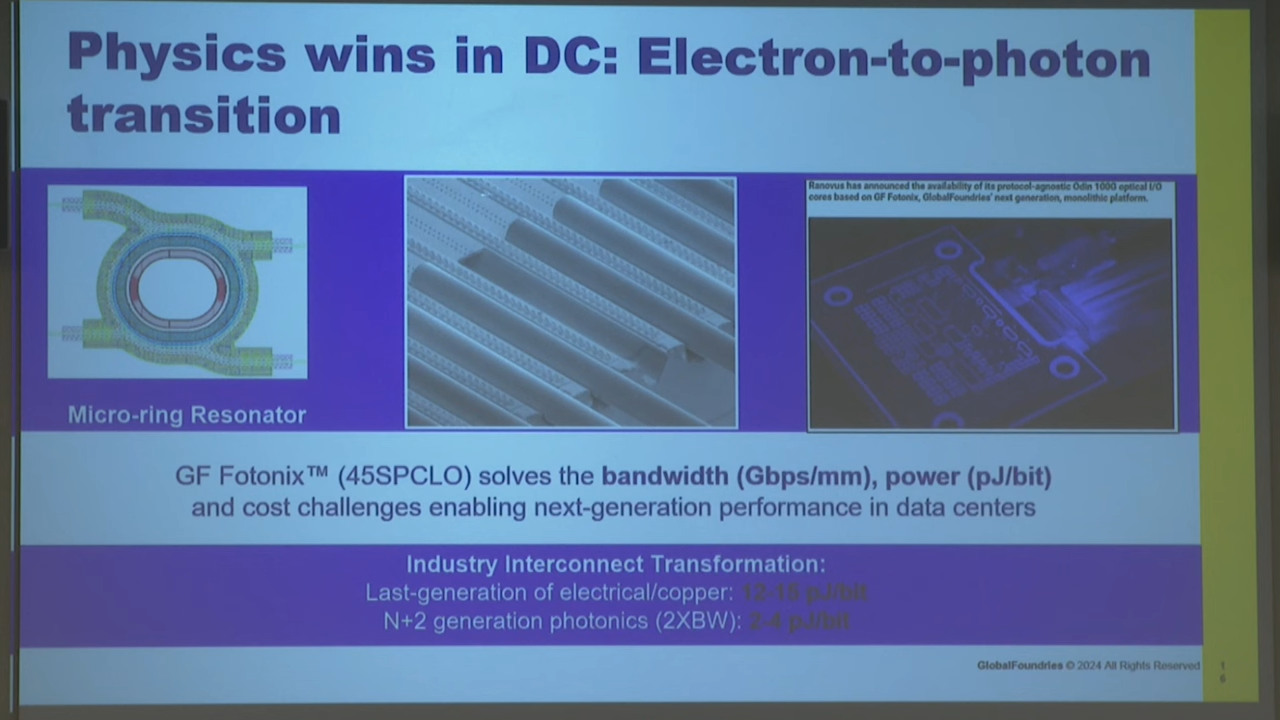 Physics wins in DC: Electron-to-photon
transition
Ranovus has announced the availability of its protocol-agnostic Odin 100G optical I/O
cores based on GF Fotonix, GlobalFoundries' next generation, monolithic platform.
Micro-ring Resonator
GF Fotonix™ (45SPCLO) solves the bandwidth (Gbps/mm), power (pJ/bit)
and cost challenges enabling next-generation performance in data centers
Industry Interconnect Transformation:
Last-generation of electrical/copper: 12-15 pJ/bit
N+2 generation photonics (2XBW): 2-4 pJ/bit
GlobalFoundries © 2024 All Rights Reserved
1
6